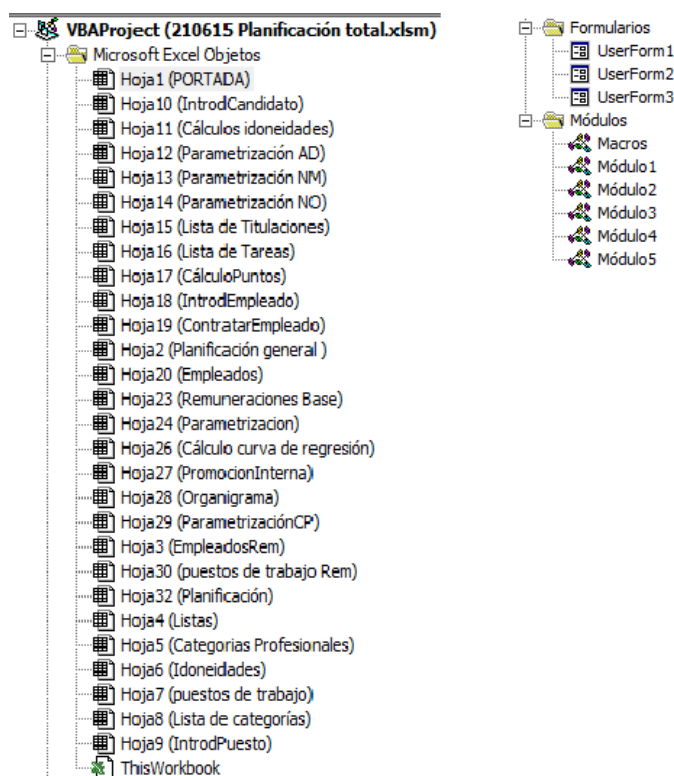 VBAProject (210615 Planificación total.xlsm)
Microsoft Excel Objetos
Hoja1 (PORTADA)
Hoja10 (IntrodCandidato)
Hoja11 (Cálculos idoneidades)
Hoja12 (Parametrización AD)
Hoja13 (Parametrización NM)
Hoja14 (Parametrización NO)
Hoja15 (Lista de Titulaciones)
Hoja16 (Lista de Tareas)
Hoja17 (CálculoPuntos)
Hoja18 (IntrodEmpleado)
Hoja19 (ContratarEmpleado)
Hoja2 (Planificación general )
Hoja20 (Empleados)
Hoja23 (Remuneraciones Base)
Hoja24 (Parametrizacion)
Hoja26 (Cálculo curva de regresión)
Hoja27 (PromocionInterna)
Hoja28 (Organigrama)
Hoja29 (ParametrizaciónCP)
Hoja3 (EmpleadosRem)
Hoja30 (puestos de trabajo Rem)
Hoja32 (Planificación)
Hoja4 (Listas)
Hoja5 (Categorias Profesionales)
Hoja6 (Idoneidades)
Hoja7 (puestos de trabajo)
Hoja8 (Lista de categorías)
Hoja9 (IntrodPuesto)
ThisWorkbook
Formularios
UserForm1
UserForm2
UserForm3
Módulos
Macros
Módulo1
Módulo2
Módulo3
Módulo4
Módulo5